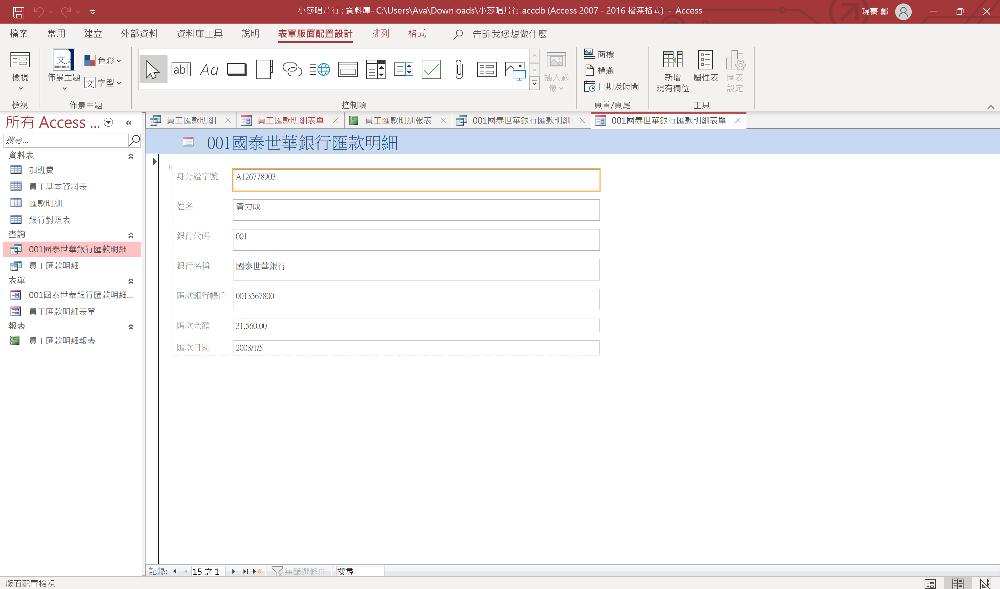 小莎唱片行 : 資料庫- C:\Users\Ava\Downloads\小莎唱片行.accdb (Access 2007 - 2016 檔案格式) - Access
琬蓁 鄭
檔案 常用 建立 外部資料 資料庫工具 說明 表單版面配置設計 排列 格式 告訴我您想做什麼
檢視
檢視
文文
佈景主題
色彩
文 字型
佈景主題
ab
Aa
控制項
插入影
像
商標
標題
日期及時間
頁首/頁尾
新增
現有欄位
屬性表
圖表
設定
工具
所有 Access ...
搜尋...
資料表
加班費
員工基本資料表
匯款明細
銀行對照表
查詢
001國泰世華銀行匯款明細
員工匯款明細
表單
001國泰世華銀行匯款明細...
員工匯款明細表單
報表
員工匯款明細報表
員工匯款明細 員工匯款明細表單 員工匯款明細報表 001國泰世華銀行匯款明細 001國泰世華銀行匯款明細表單
001國泰世華銀行匯款明細
身分證字號 A126778903
姓名 黃力成
銀行代碼 001
銀行名稱 國泰世華銀行
匯款銀行帳戶 0013567800
匯款金額 31,560.00
匯款日期 2008/1/5
記錄: 15 之 1 無篩選條件 搜尋
版面配置檢視